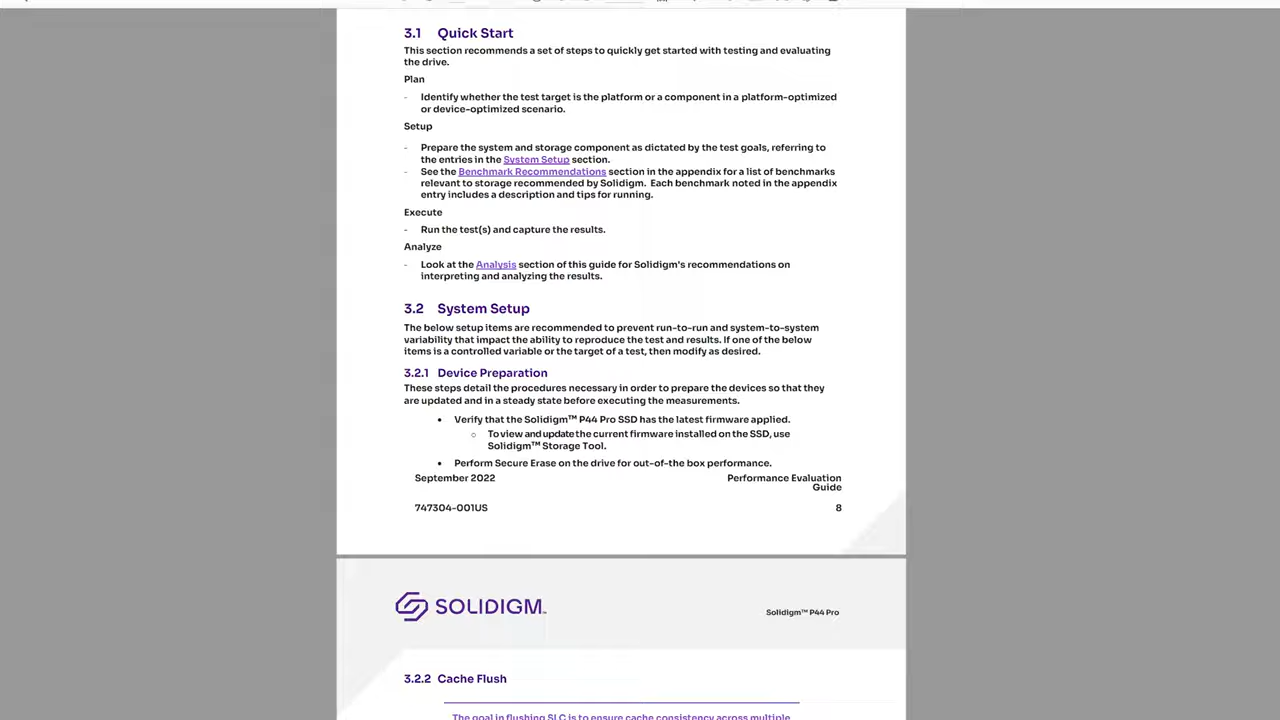 3.1 Quick Start
This section recommends a set of steps to quickly get started with testing and evaluating
the drive.
Plan
- Identify whether the test target is the platform or a component in a platform-optimized
or device-optimized scenario.
Setup
- Prepare the system and storage component as dictated by the test goals, referring to
the entries in the System Setup section.
- See the Benchmark Recommendations section in the appendix for a list of benchmarks
relevant to storage recommended by Solidigm. Each benchmark noted in the appendix
entry includes a description and tips for running.
Execute
- Run the test(s) and capture the results.
Analyze
- Look at the Analysis section of this guide for Solidigm's recommendations on
interpreting and analyzing the results.
3.2 System Setup
The below setup items are recommended to prevent run-to-run and system-to-system
variability that impact the ability to reproduce the test and results. If one of the below
items is a controlled variable or the target of a test, then modify as desired.
3.2.1 Device Preparation
These steps detail the procedures necessary in order to prepare the devices so that they
are updated and in a steady state before executing the measurements.
• Verify that the Solidigm™ P44 Pro SSD has the latest firmware applied.
○ To view and update the current firmware installed on the SSD, use
Solidigm™ Storage Tool.
• Perform Secure Erase on the drive for out-of-the box performance.
September 2022
Performance Evaluation
Guide
747304-001US
8
SOLIDIGM™
Solidigm™ P44 Pro
3.2.2 Cache Flush
The goal in flushing SLC is to ensure cache consistency across multiple